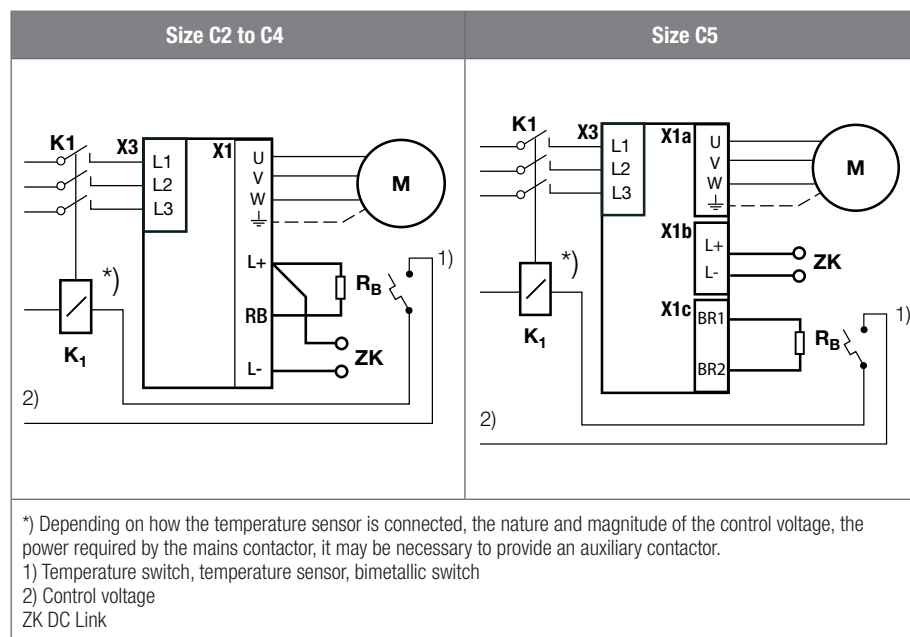 Size C2 to C4
Size C5
K1
X3
L1
L2
L3
X1
U
V
W
M
L+
RB
L-
RB
ZK
*)
K1
1)
2)
K1
X3
L1
L2
L3
X1a
U
V
W
M
X1b
L+
L-
ZK
X1c
BR1
BR2
RB
*)
K1
1)
2)
*) Depending on how the temperature sensor is connected, the nature and magnitude of the control voltage, the
power required by the mains contactor, it may be necessary to provide an auxiliary contactor.
1) Temperature switch, temperature sensor, bimetallic switch
2) Control voltage
ZK DC Link